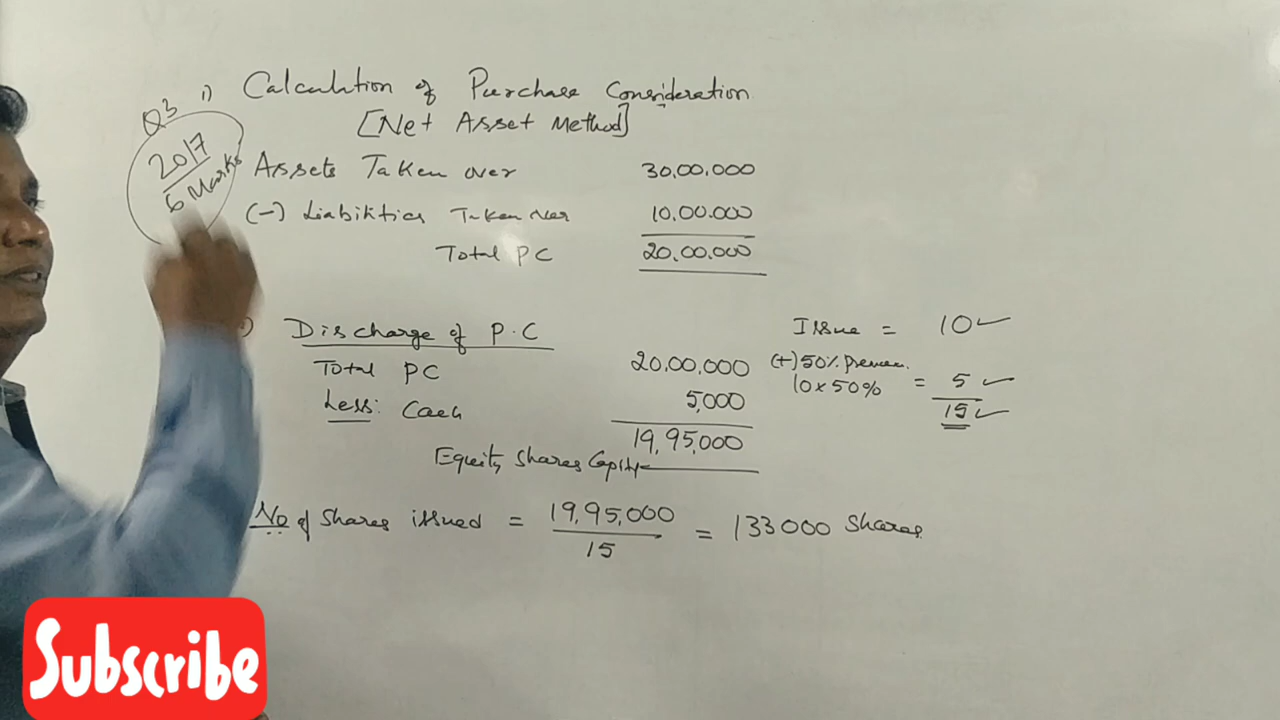 Q3 1) Calculation of Purchase Consideration
[Net Asset Method]
2017
6 Marks
Assets Taken over 30,00,000
(-) Liabilities Taken over 10,00.000
Total PC 20,00.000
) Discharge of P.C
Total PC 20,00,000
Less: Cash 5,000
19,95,000
Equity Shares Capital
Issue = 10
(+) 50% premium
10 x 50% = 5
15
No of Shares issued = 19,95,000 / 15 = 133000 Shares
Subscribe